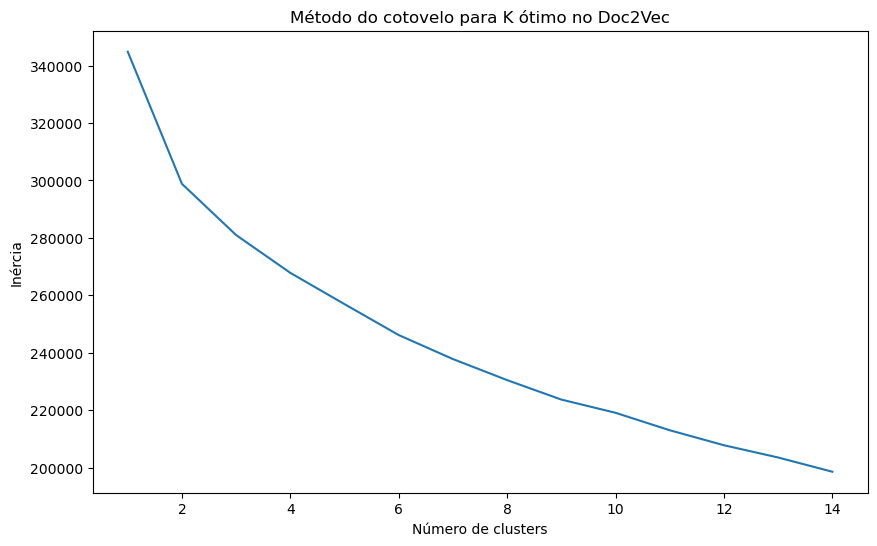 Método do cotovelo para K ótimo no Doc2Vec
340000
320000
300000
280000
260000
240000
220000
200000
Inércia
2 4 6 8 10 12 14
Número de clusters